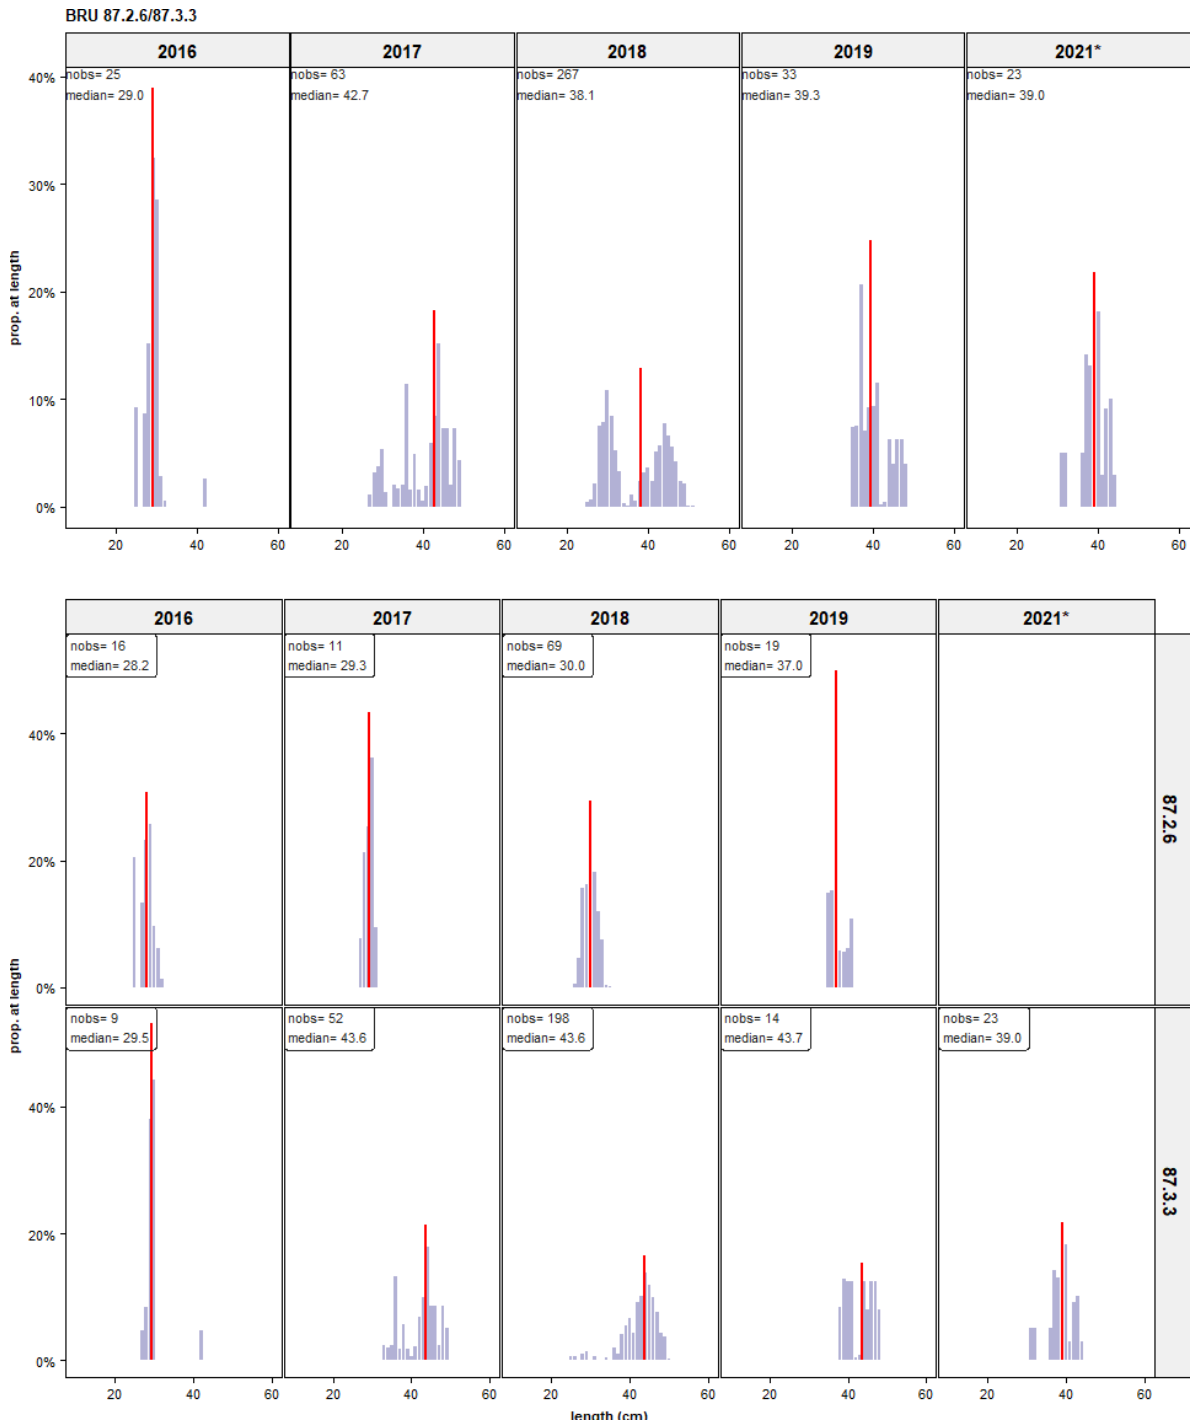 BRU 87.2.6/87.3.3
2016 2017 2018 2019 2021*
nobs= 25 nobs= 63 nobs= 267 nobs= 33 nobs= 23
median= 29.0 median= 42.7 median= 38.1 median= 39.3 median= 39.0
40%
30%
20%
10%
0%
prop. at length
20 40 60 20 40 60 20 40 60 20 40 60 20 40 60
2016 2017 2018 2019 2021*
nobs= 16 nobs= 11 nobs= 69 nobs= 19
median= 28.2 median= 29.3 median= 30.0 median= 37.0
40%
20%
0%
87.2.6
prop. at length
nobs= 9 nobs= 52 nobs= 198 nobs= 14 nobs= 23
median= 29.5 median= 43.6 median= 43.6 median= 43.7 median= 39.0
40%
20%
0%
87.3.3
20 40 60 20 40 60 20 40 60 20 40 60 20 40 60
length (cm)